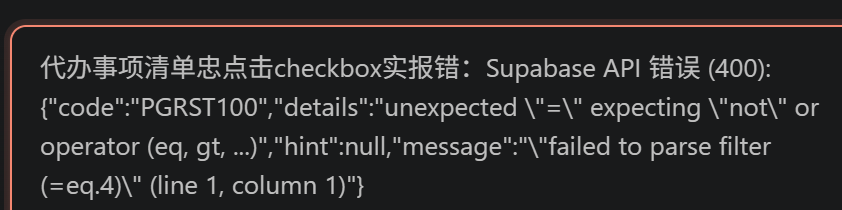 代办事项清单忠点击checkbox实报错：Supabase API 错误 (400):
{"code":"PGRST100","details":"unexpected \"=\" expecting \"not\" or
operator (eq, gt, ...)","hint":null,"message":"\"failed to parse filter
(=eq.4)\" (line 1, column 1)"}